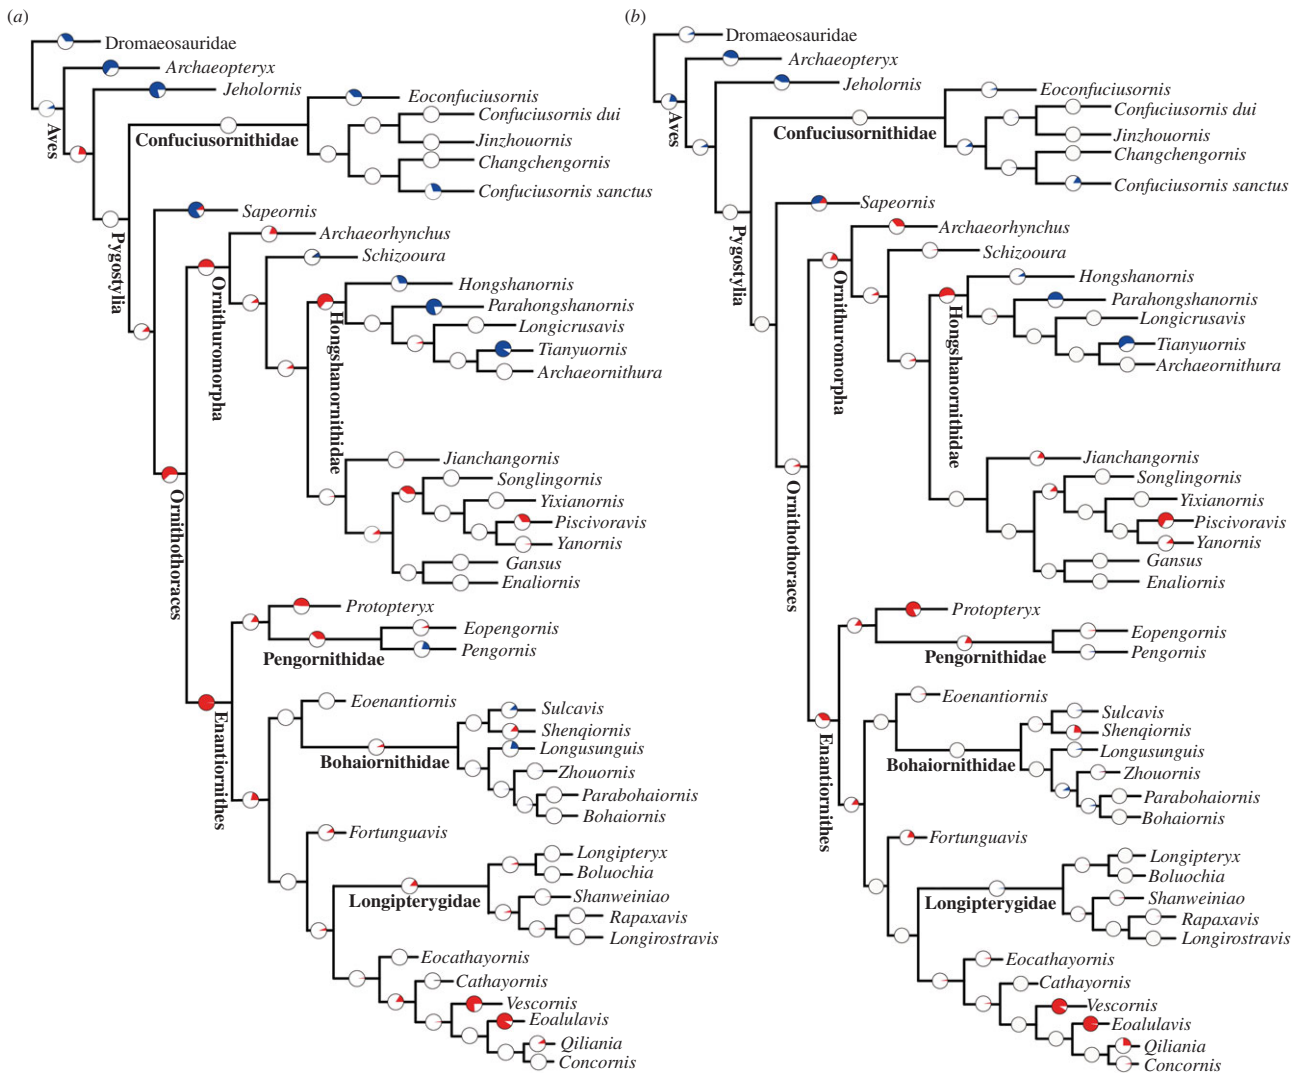 (a)
Dromaeosauridae
Archaeopteryx
Jeholornis
Aves
Eoconfuciusornis
Confuciusornis dui
Confuciusornithidae
Jinzhouornis
Changchengornis
Confuciusornis sanctus
Pygostylia
Sapeornis
Archaeorhynchus
Schizooura
Ornithuromorpha
Hongshanornis
Parahongshanornis
Longicrusavis
Tianyuornis
Archaeornithura
Hongshanornithidae
Jianchangornis
Songlingornis
Yixianornis
Piscivoravis
Yanornis
Gansus
Enaliornis
Ornithothoraces
Protopteryx
Eopengornis
Pengornithidae
Pengornis
Enantiornithes
Eoenantiornis
Sulcavis
Shenqiornis
Longusunguis
Bohaiornithidae
Zhouornis
Parabohaiornis
Bohaiornis
Fortunguavis
Longipteryx
Boluochia
Longipterygidae
Shanweiniao
Rapaxavis
Longirostravis
Eocathayornis
Cathayornis
Vescornis
Eoalulavis
Qiliania
Concornis
(b)
Dromaeosauridae
Archaeopteryx
Jeholornis
Aves
Eoconfuciusornis
Confuciusornis dui
Confuciusornithidae
Jinzhouornis
Changchengornis
Confuciusornis sanctus
Pygostylia
Sapeornis
Archaeorhynchus
Schizooura
Ornithuromorpha
Hongshanornis
Parahongshanornis
Longicrusavis
Tianyuornis
Archaeornithura
Hongshanornithidae
Jianchangornis
Songlingornis
Yixianornis
Piscivoravis
Yanornis
Gansus
Enaliornis
Ornithothoraces
Protopteryx
Eopengornis
Pengornithidae
Pengornis
Enantiornithes
Eoenantiornis
Sulcavis
Shenqiornis
Longusunguis
Bohaiornithidae
Zhouornis
Parabohaiornis
Bohaiornis
Fortunguavis
Longipteryx
Boluochia
Longipterygidae
Shanweiniao
Rapaxavis
Longirostravis
Eocathayornis
Cathayornis
Vescornis
Eoalulavis
Qiliania
Concornis